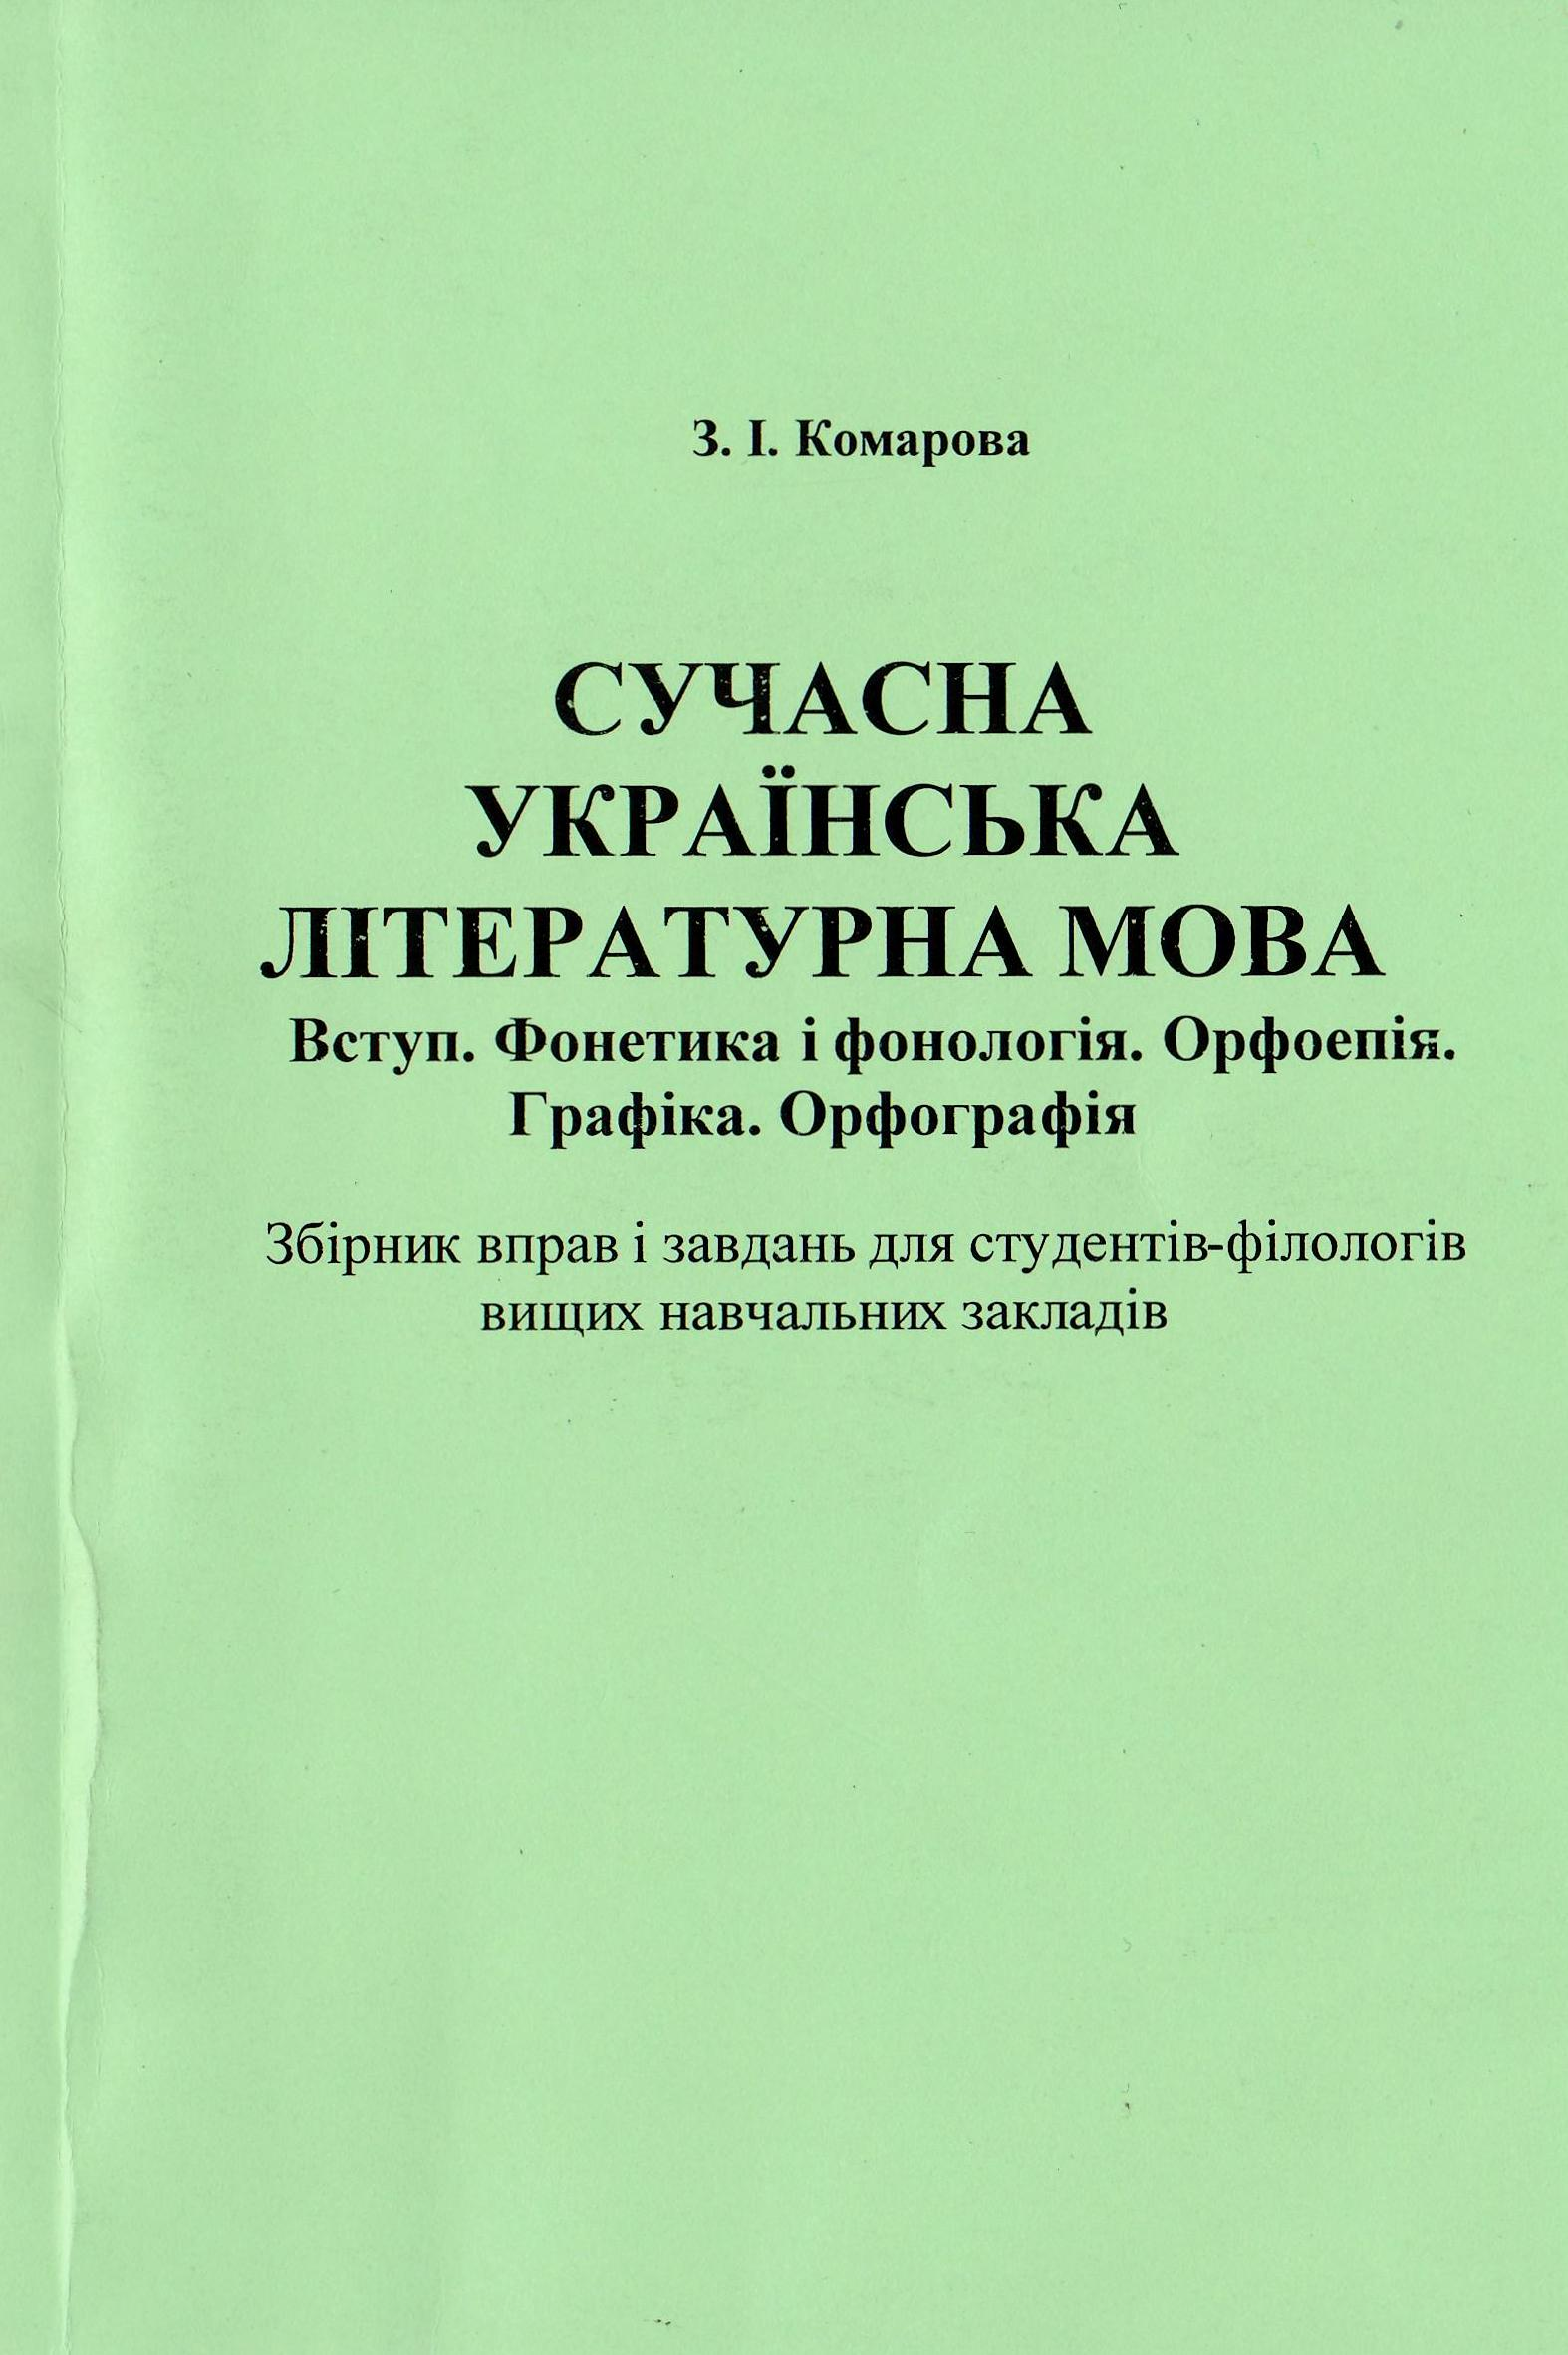 З. І. Комарова
СУЧАСНА
УКРАЇНСЬКА
ЛІТЕРАТУРНА МОВА
Вступ. Фонетика і фонологія. Орфоепія.
Графіка. Орфографія
Збірник вправ і завдань для студентів-філологів
вищих навчальних закладів